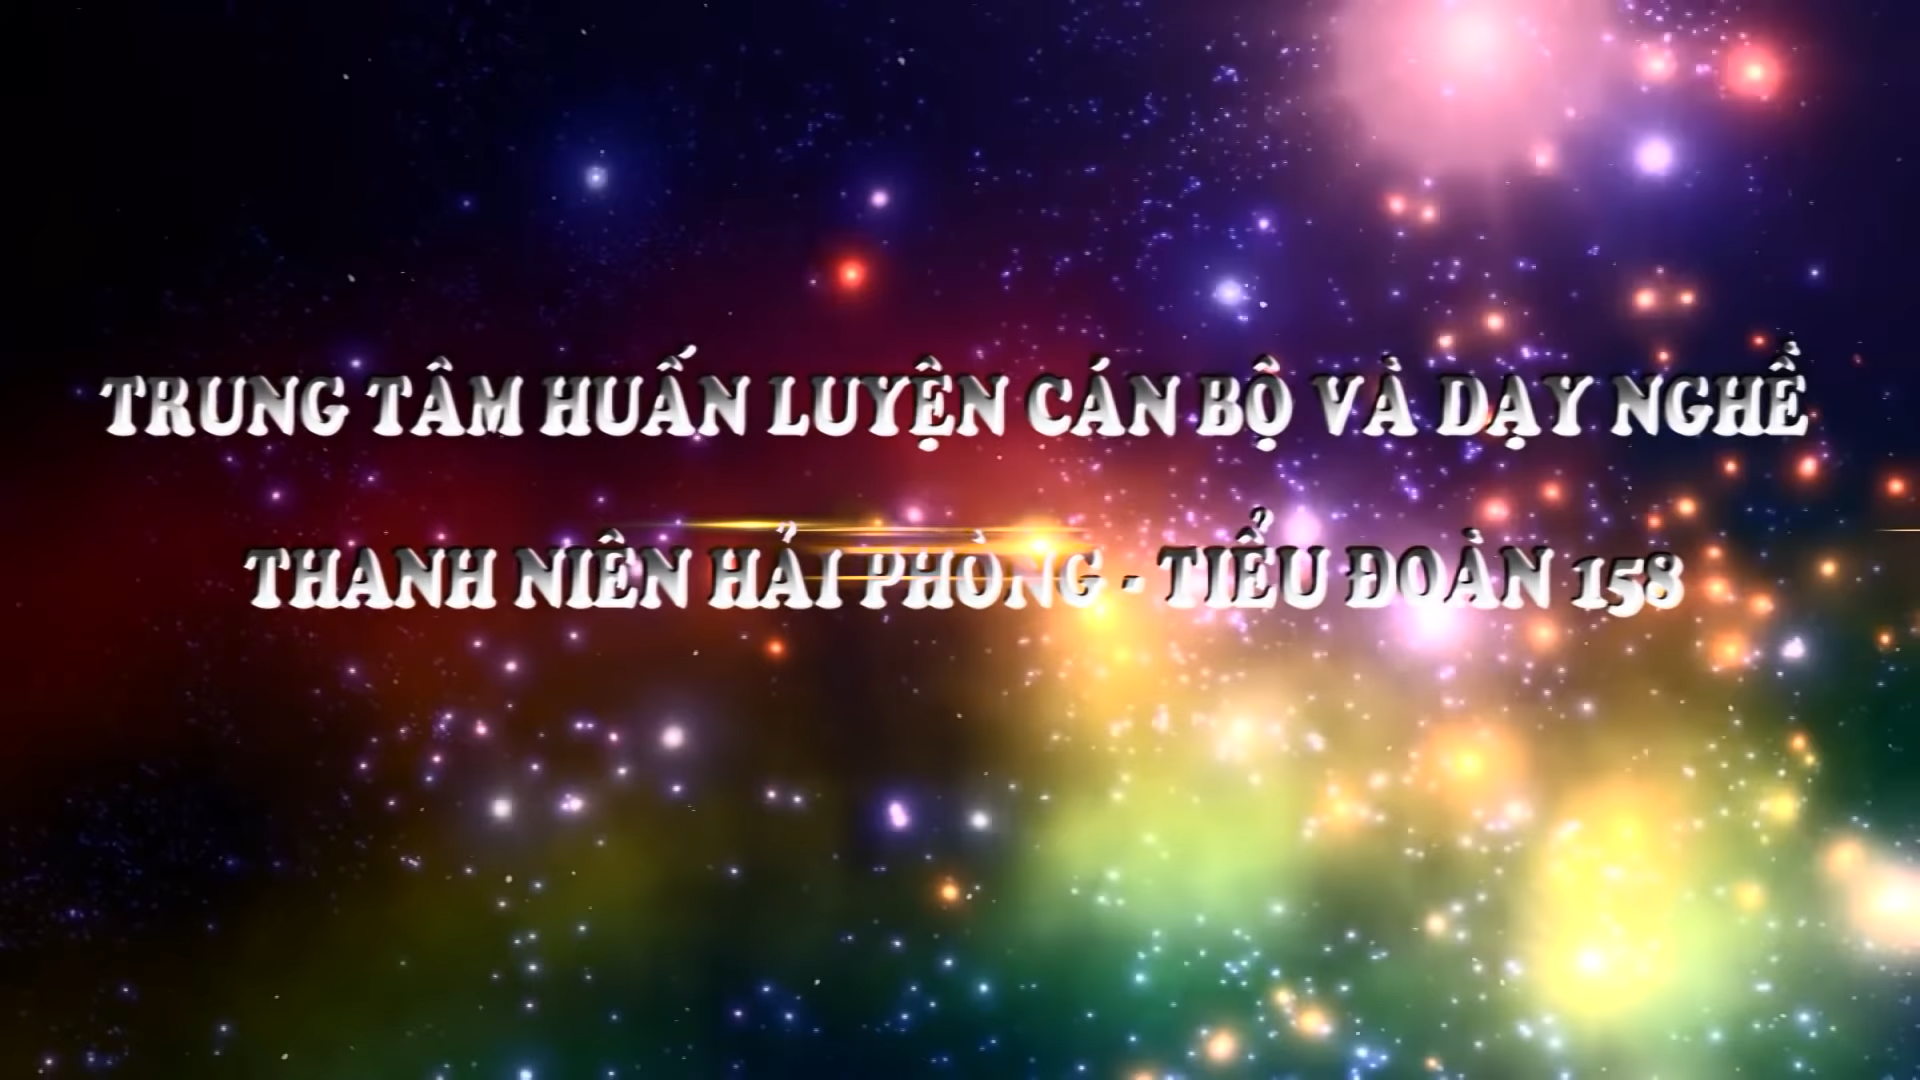 TRUNG TÂM HUẤN LUYỆN CÁN BỘ VÀ DẠY NGHỀ
THANH NIÊN HẢI PHÒNG - TIỂU ĐOÀN 158